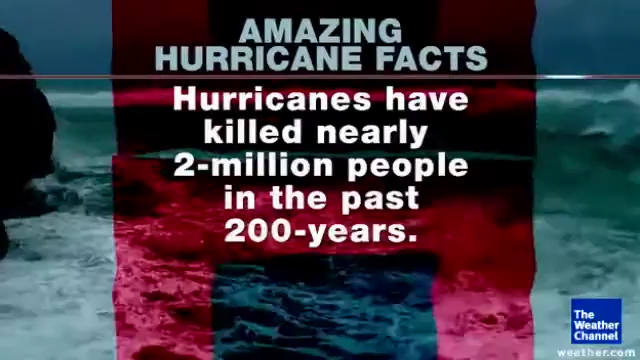 AMAZING
HURRICANE FACTS
Hurricanes have
killed nearly
2-million people
in the past
200-years.
The
Weather
Channel
weather.com